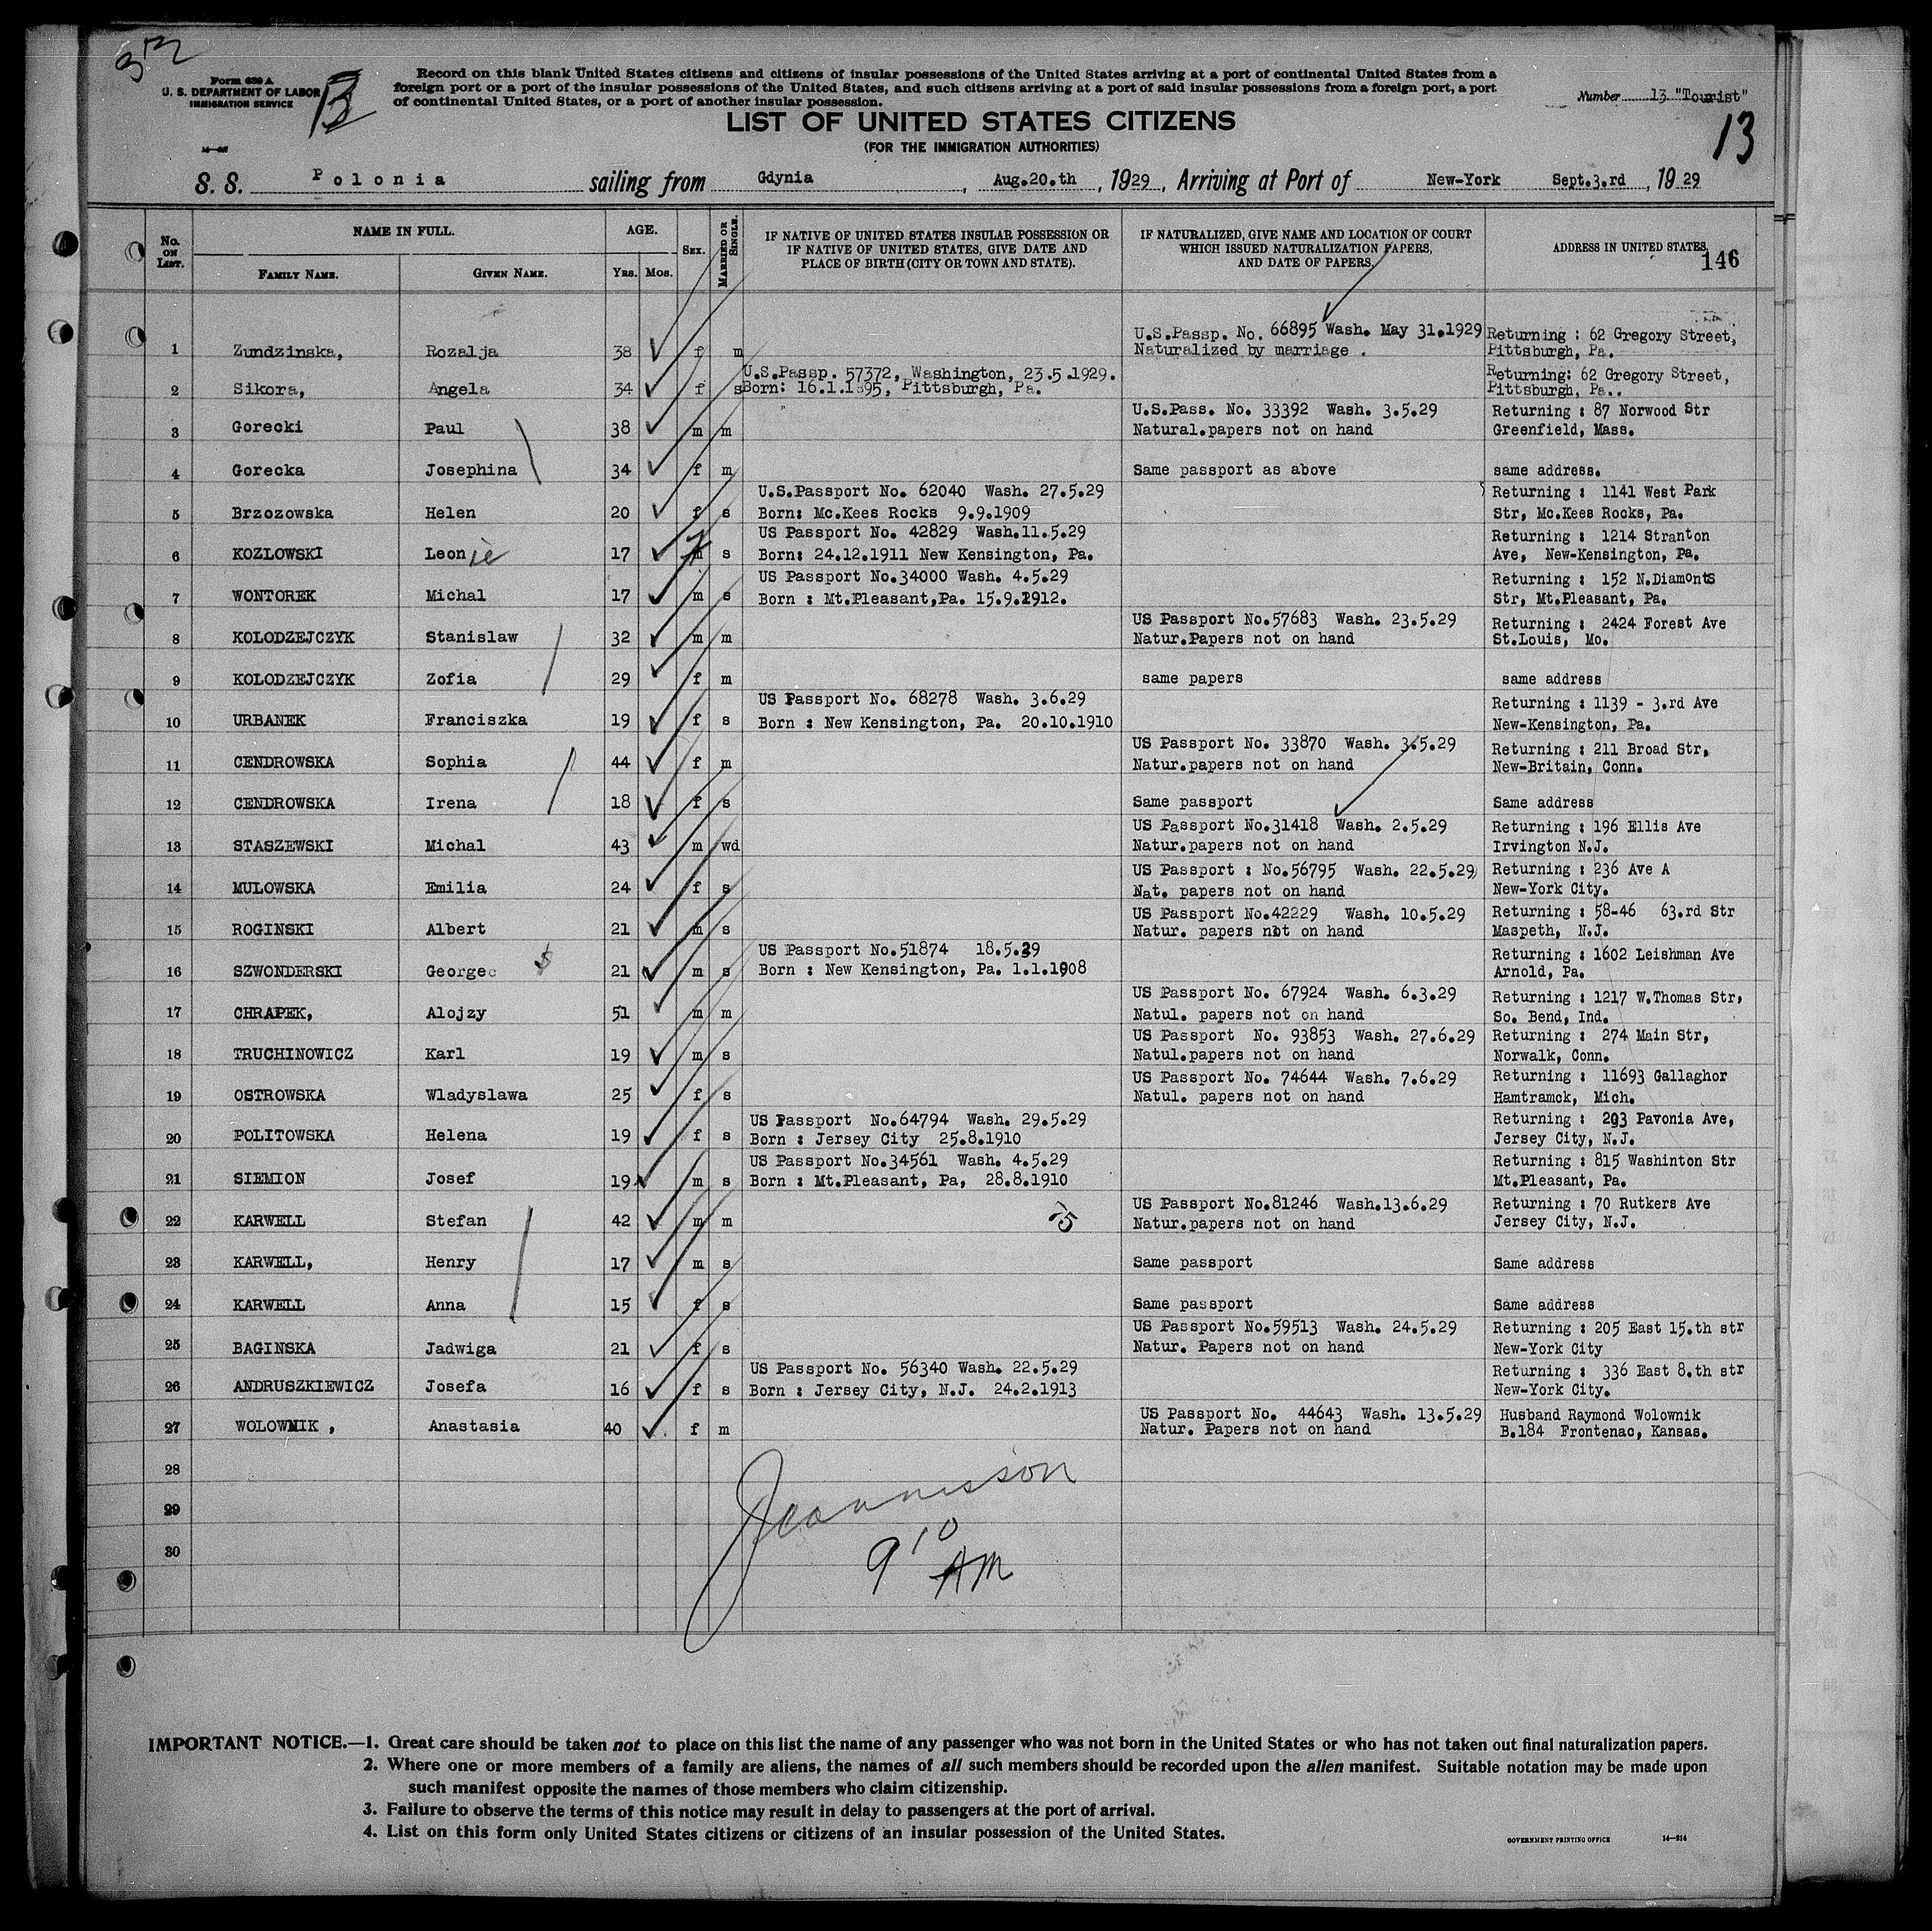 3rd
Form 630 A
U. S. DEPARTMENT OF LABOR
IMMIGRATION SERVICE
B
Record on this blank United States citizens and citizens of insular possessions of the United States arriving at a port of continental United States from a
foreign port or a port of the insular possessions of the United States, and such citizens arriving at a port of said insular possessions from a foreign port, a port
of continental United States, or a port of another insular possession.
Number 13 "Tourist"
13
LIST OF UNITED STATES CITIZENS
(FOR THE IMMIGRATION AUTHORITIES)
S. S. Polonia sailing from Gdynia, Aug.20.th, 1929, Arriving at Port of New-York Sept.3.rd, 1929
No. ON LIST. NAME IN FULL. FAMILY NAME. GIVEN NAME. AGE. YRS. MOS. SEX. MARRIED OR SINGLE.
IF NATIVE OF UNITED STATES INSULAR POSSESSION OR
IF NATIVE OF UNITED STATES, GIVE DATE AND
PLACE OF BIRTH (CITY OR TOWN AND STATE).
IF NATURALIZED, GIVE NAME AND LOCATION OF COURT
WHICH ISSUED NATURALIZATION PAPERS,
AND DATE OF PAPERS.
ADDRESS IN UNITED STATES
146
U.S.Passp. No. 66895 Wash. May 31.1929 Returning : 62 Gregory Street,
1 Zundzinska, Rozalja 38 f m Naturalized by marriage . Pittsburgh, Pa.
U.S.Passp. 57372, Washington, 23.5.1929. Returning: 62 Gregory Street,
2 Sikora, Angela 34 f s Born: 16.1.1895, Pittsburgh, Pa. Pittsburgh, Pa..
U.S.Pass. No. 33392 Wash. 3.5.29 Returning : 87 Norwood Str
3 Gorecki Paul 38 m m Natural.papers not on hand Greenfield, Mass.
4 Gorecka Josephina 34 f m Same passport as above same address.
U.S.Passport No. 62040 Wash. 27.5.29 Returning : 1141 West Park
5 Brzozowska Helen 20 f s Born: Mc.Kees Rocks 9.9.1909 Str, Mc.Kees Rocks, Pa.
US Passport No. 42829 Wash.11.5.29 Returning : 1214 Stranton
6 KOZLOWSKI Leonie 17 f s Born: 24.12.1911 New Kensington, Pa. Ave, New-Kensington, Pa.
US Passport No.34000 Wash. 4.5.29 Returning : 152 N.Diamonts
7 WONTOREK Michal 17 m s Born : Mt.Pleasant,Pa. 15.9.1912. Str, Mt.Pleasant, Pa.
US Passport No.57683 Wash. 23.5.29 Returning : 2424 Forest Ave
8 KOLODZEJCZYK Stanislaw 32 m m Natur.Papers not on hand St.Louis, Mo.
9 KOLODZEJCZYK Zofia 29 f m same papers same address
US Passport No. 68278 Wash. 3.6.29 Returning : 1139 - 3.rd Ave
10 URBANEK Franciszka 19 f s Born : New Kensington, Pa. 20.10.1910 New-Kensington, Pa.
US Passport No. 33870 Wash. 3.5.29 Returning : 211 Broad Str,
11 CENDROWSKA Sophia 44 f m Natur.papers not on hand New-Britain, Conn.
12 CENDROWSKA Irena 18 f s Same passport Same address
US Passport No.31418 Wash. 2.5.29 Returning : 196 Ellis Ave
13 STASZEWSKI Michal 43 m wd Natur.papers not on hand Irvington N.J.
US Passport : No.56795 Wash. 22.5.29 Returning : 236 Ave A
14 MULOWSKA Emilia 24 f s Nat. papers not on hand New-York City.
US Passport No.42229 Wash. 10.5.29 Returning : 58-46 63.rd Str
15 ROGINSKI Albert 21 m s Natur. papers not on hand Maspeth, N.J.
US Passport No.51874 18.5.29 Returning : 1602 Leishman Ave
16 SZWONDERSKI George 21 m s Born : New Kensington, Pa. 1.1.1908 Arnold, Pa.
US Passport No. 67924 Wash. 6.3.29 Returning : 1217 W.Thomas Str,
17 CHRAPEK, Alojzy 51 m m Natul. papers not on hand So. Bend, Ind.
US Passport No. 93853 Wash. 27.6.29 Returning : 274 Main Str,
18 TRUCHINOWICZ Karl 19 m s Natul.papers not on hand Norwalk, Conn.
US Passport No. 74644 Wash. 7.6.29 Returning : 11693 Gallaghor
19 OSTROWSKA Wladyslawa 25 f s Natul. papers not on hand Hamtramck, Mich.
US Passport No.64794 Wash. 29.5.29 Returning : 293 Pavonia Ave,
20 POLITOWSKA Helena 19 f s Born : Jersey City 25.8.1910 Jersey City, N.J.
US Passport No.34561 Wash. 4.5.29 Returning : 815 Washinton Str
21 SIEMION Josef 19 m s Born : Mt.Pleasant, Pa, 28.8.1910 Mt.Pleasant, Pa.
US Passport No.81246 Wash.13.6.29 Returning : 70 Rutkers Ave
22 KARWELL Stefan 42 m m Natur.papers not on hand Jersey City, N.J.
23 KARWELL, Henry 17 m s Same passport Same address
24 KARWELL Anna 15 f s Same passport Same address
US Passport No.59513 Wash. 24.5.29 Returning : 205 East 15.th str
25 BAGINSKA Jadwiga 21 f s Natur. Papers not on hand New-York City
US Passport No. 56340 Wash. 22.5.29 Returning : 336 East 8.th str
26 ANDRUSZKIEWICZ Josefa 16 f s Born : Jersey City, N.J. 24.2.1913 New-York City.
US Passport No. 44643 Wash. 13.5.29 Husband Raymond Wolownik
27 WOLOWNIK , Anastasia 40 f m Natur. Papers not on hand B.184 Frontenac, Kansas.
28
29
30
9 10 AM
IMPORTANT NOTICE.—1. Great care should be taken not to place on this list the name of any passenger who was not born in the United States or who has not taken out final naturalization papers.
2. Where one or more members of a family are aliens, the names of all such members should be recorded upon the alien manifest. Suitable notation may be made upon
such manifest opposite the names of those members who claim citizenship.
3. Failure to observe the terms of this notice may result in delay to passengers at the port of arrival.
4. List on this form only United States citizens or citizens of an insular possession of the United States.
GOVERNMENT PRINTING OFFICE 14—214